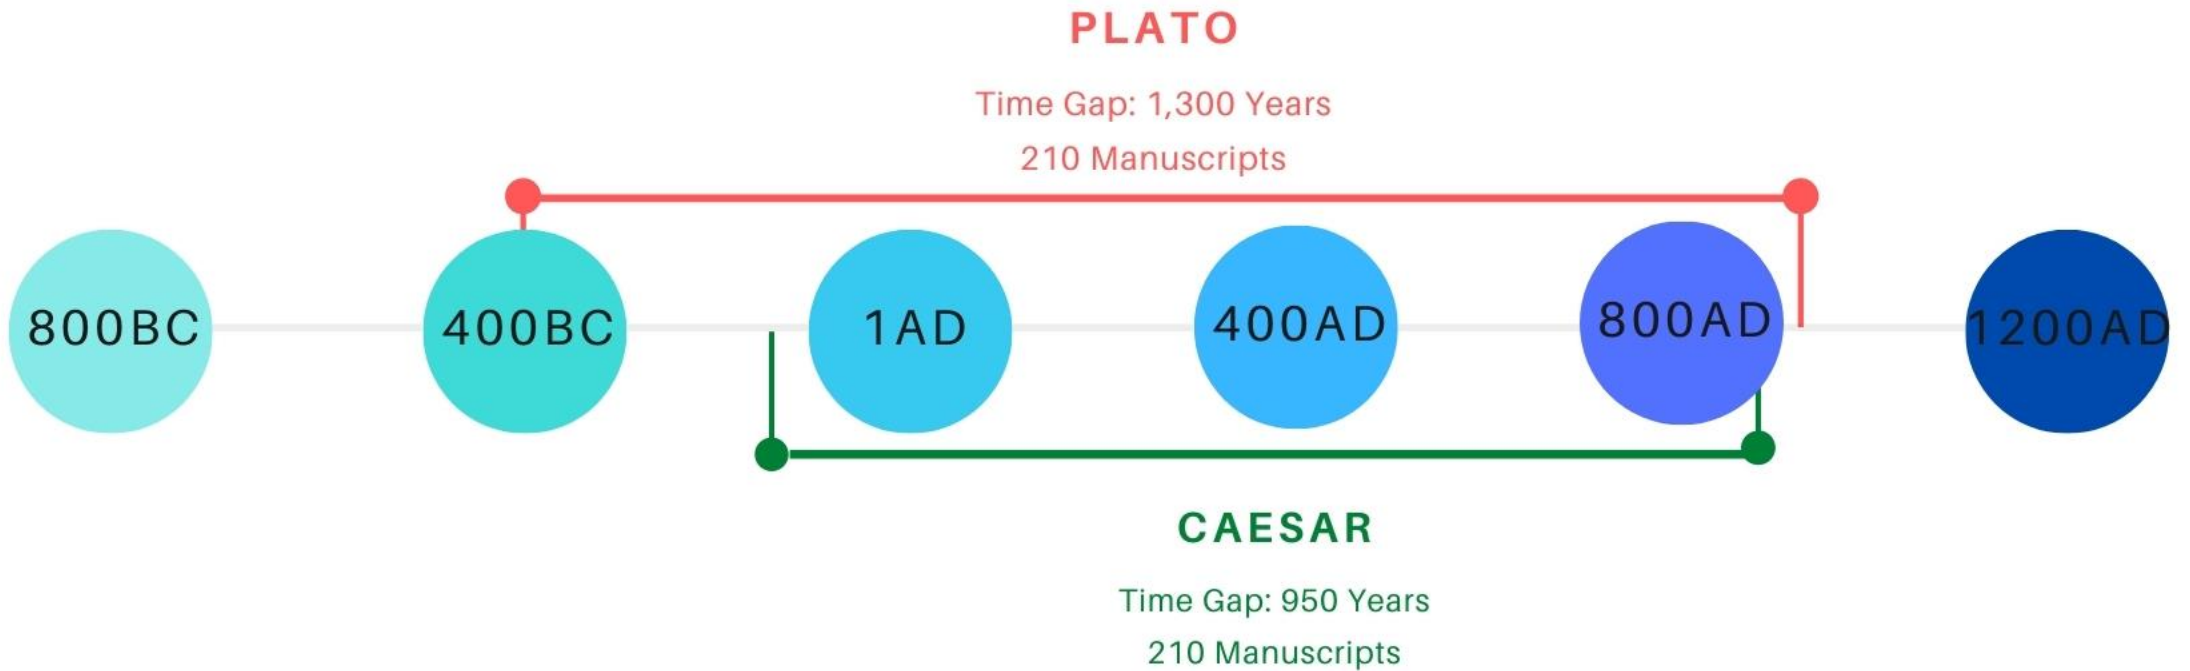 PLATO
Time Gap: 1,300 Years
210 Manuscripts
800BC
400BC
1AD
400AD
800AD
1200AD
CAESAR
Time Gap: 950 Years
210 Manuscripts